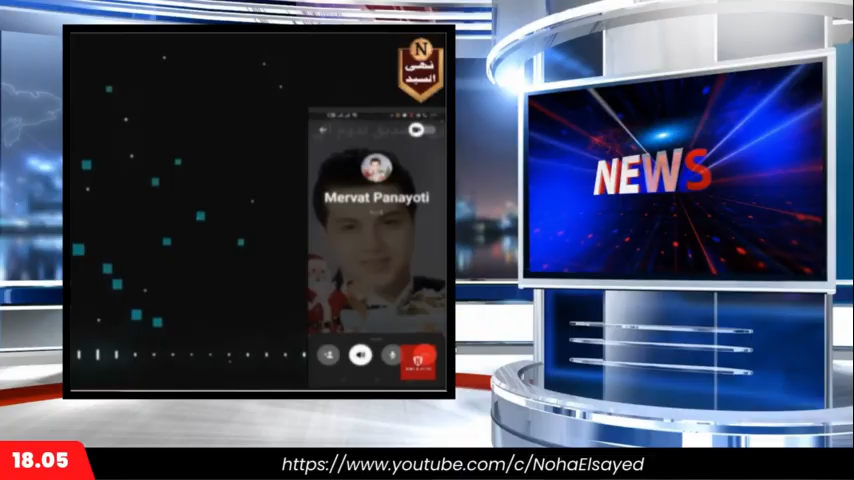 N
نهى
السيد
Mervat Panayoti
NEWS
18.05
https://www.youtube.com/c/NohaElsayed